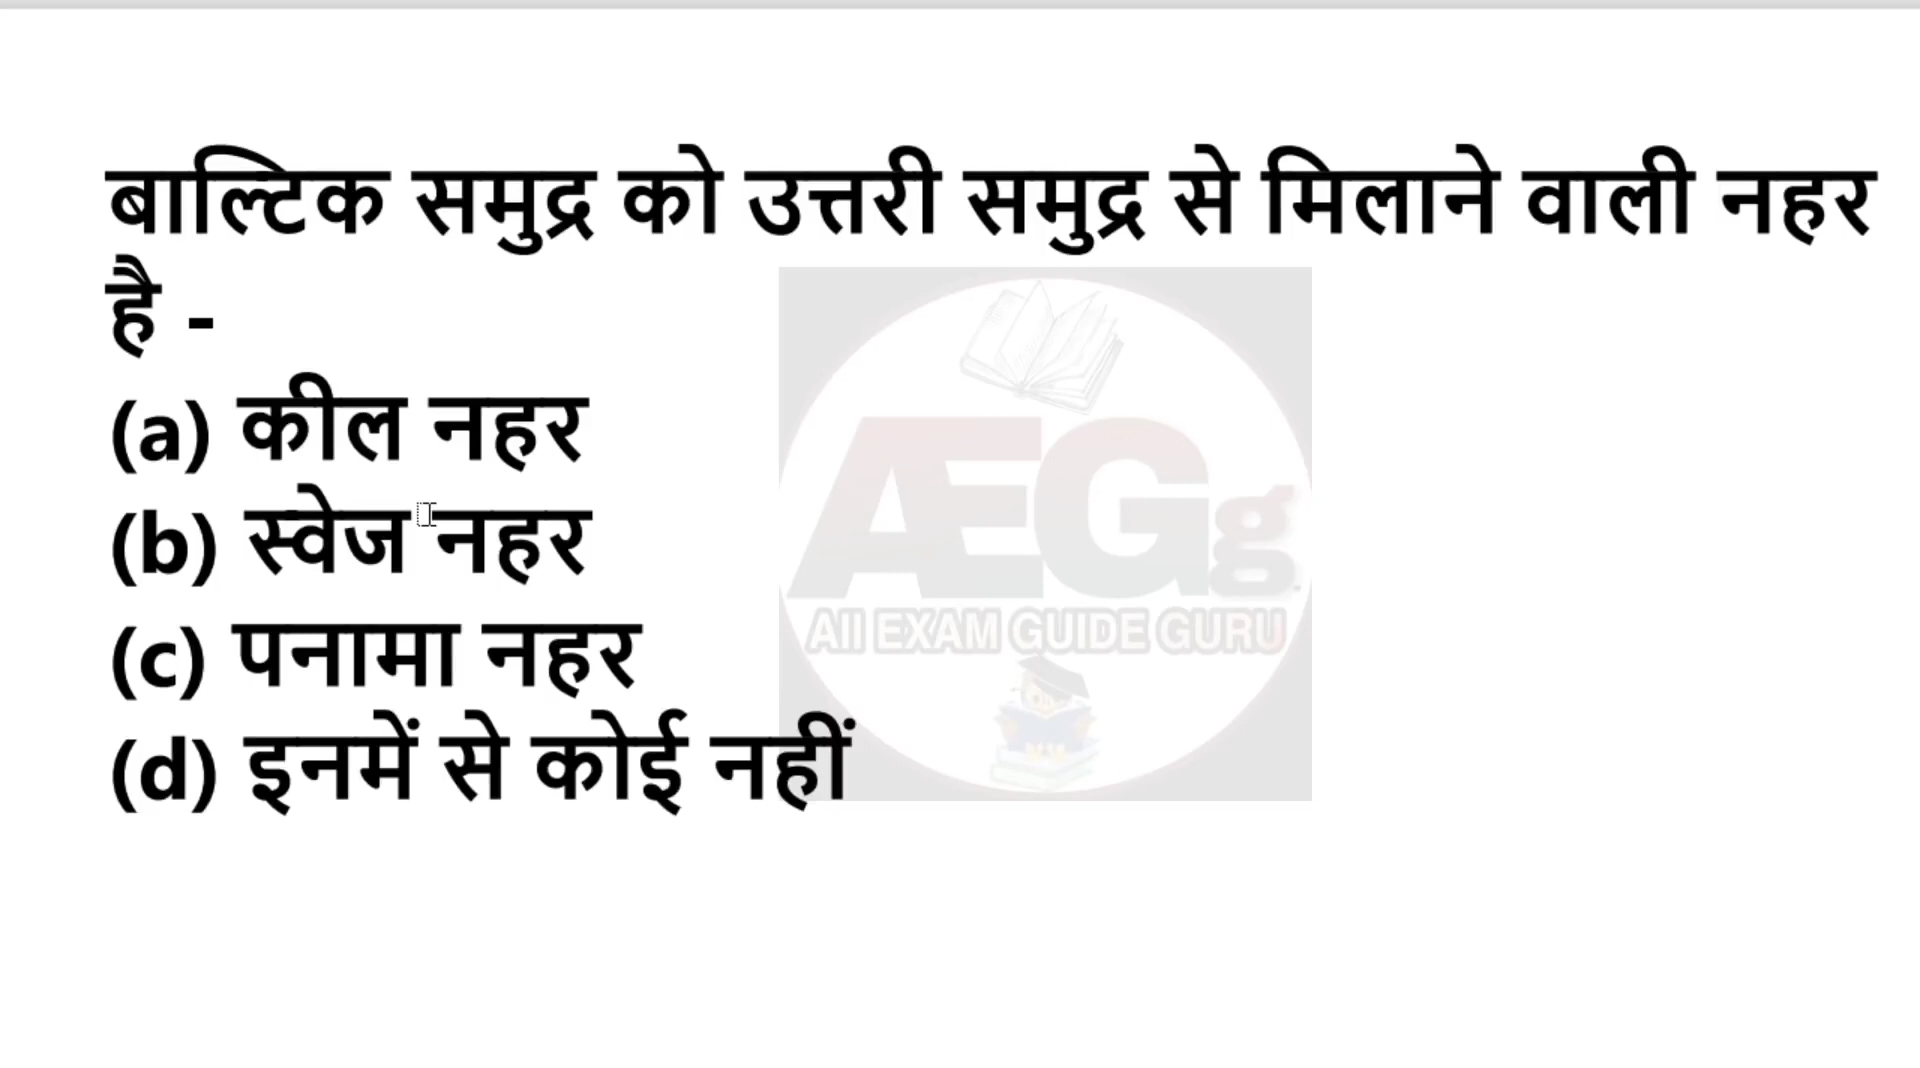 बाल्टिक समुद्र को उत्तरी समुद्र से मिलाने वाली नहर
है -
(a) कील नहर
(b) स्वेज नहर
(c) पनामा नहर
(d) इनमें से कोई नहीं
AEGg
All EXAM GUIDE GURU